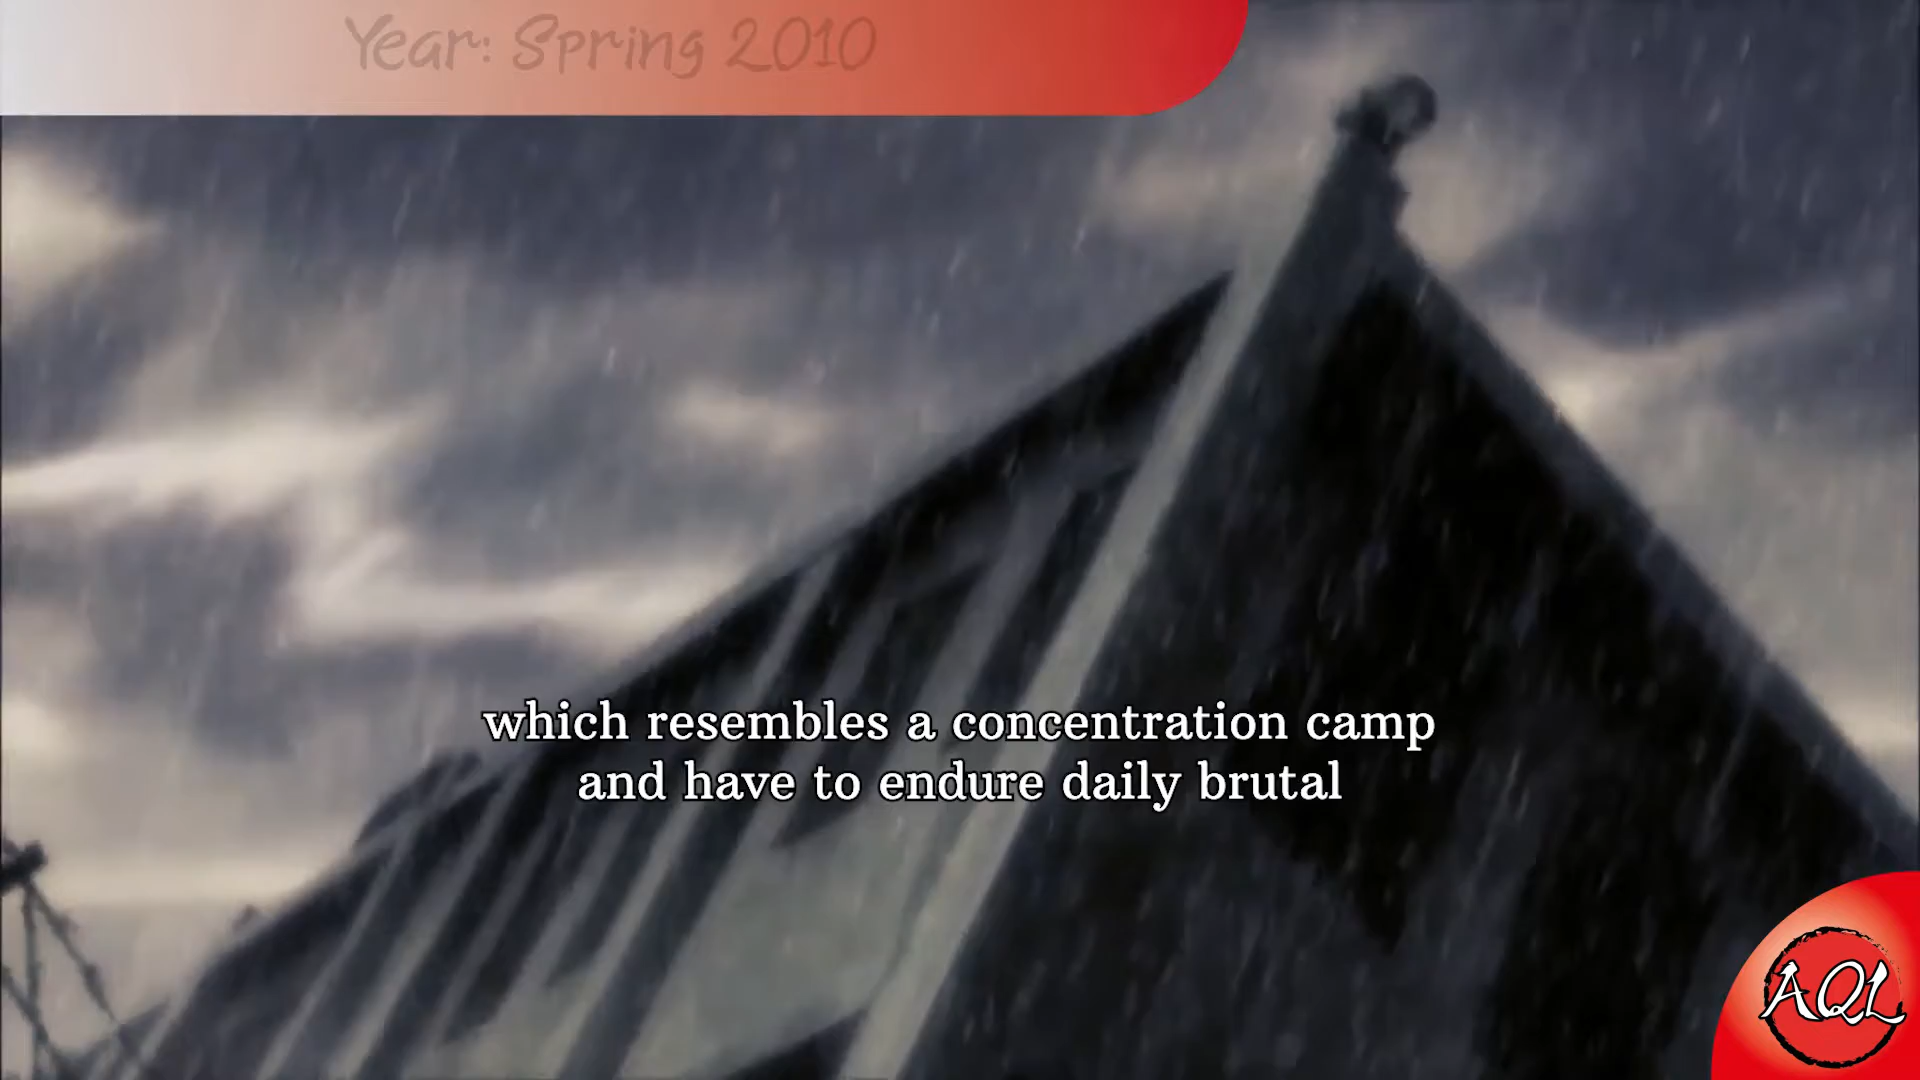 Year: Spring 2010
which resembles a concentration camp
and have to endure daily brutal
AQL